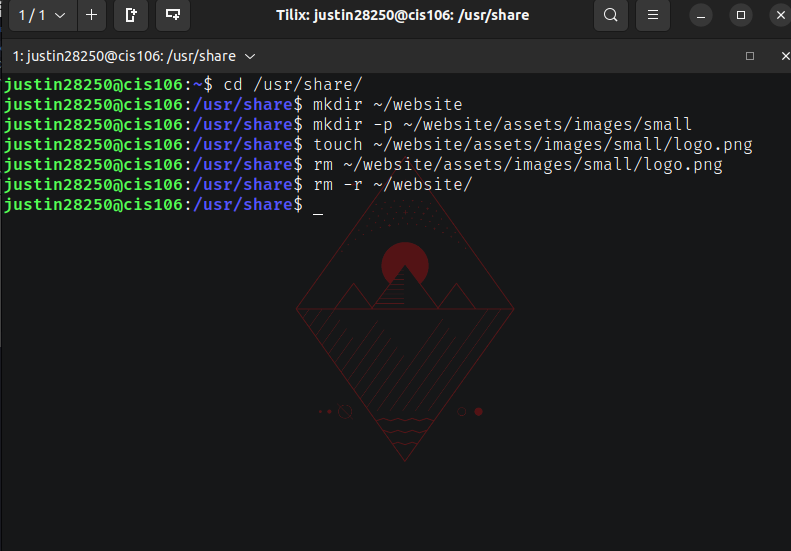 1 / 1
Tilix: justin28250@cis106: /usr/share
1: justin28250@cis106: /usr/share
justin28250@cis106:~$ cd /usr/share/
justin28250@cis106:/usr/share$ mkdir ~/website
justin28250@cis106:/usr/share$ mkdir -p ~/website/assets/images/small
justin28250@cis106:/usr/share$ touch ~/website/assets/images/small/logo.png
justin28250@cis106:/usr/share$ rm ~/website/assets/images/small/logo.png
justin28250@cis106:/usr/share$ rm -r ~/website/
justin28250@cis106:/usr/share$ _